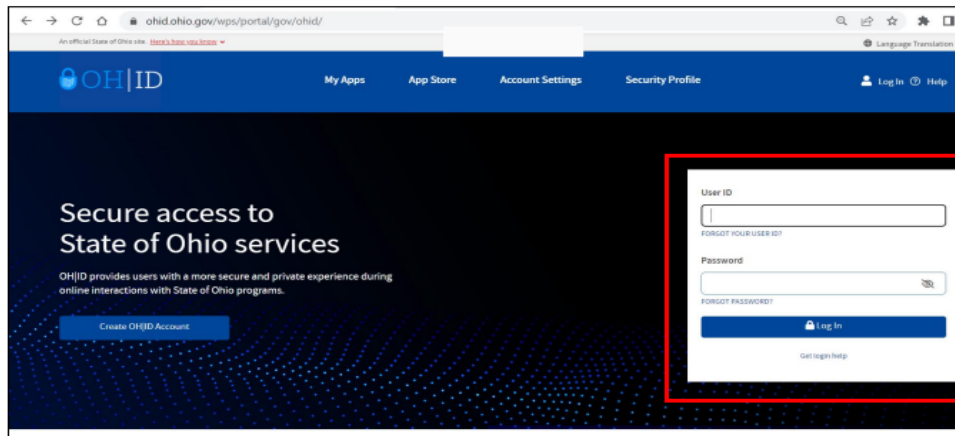 ohid.ohio.gov/wps/portal/gov/ohid/
An official State of Ohio site. Here's how you know
Language Translation
OH|ID
My Apps App Store Account Settings Security Profile
Log In Help
Secure access to
State of Ohio services
OH|ID provides users with a more secure and private experience during
online interactions with State of Ohio programs.
Create OH|ID Account
User ID
FORGOT YOUR USER ID?
Password
FORGOT PASSWORD?
Log In
Get login help